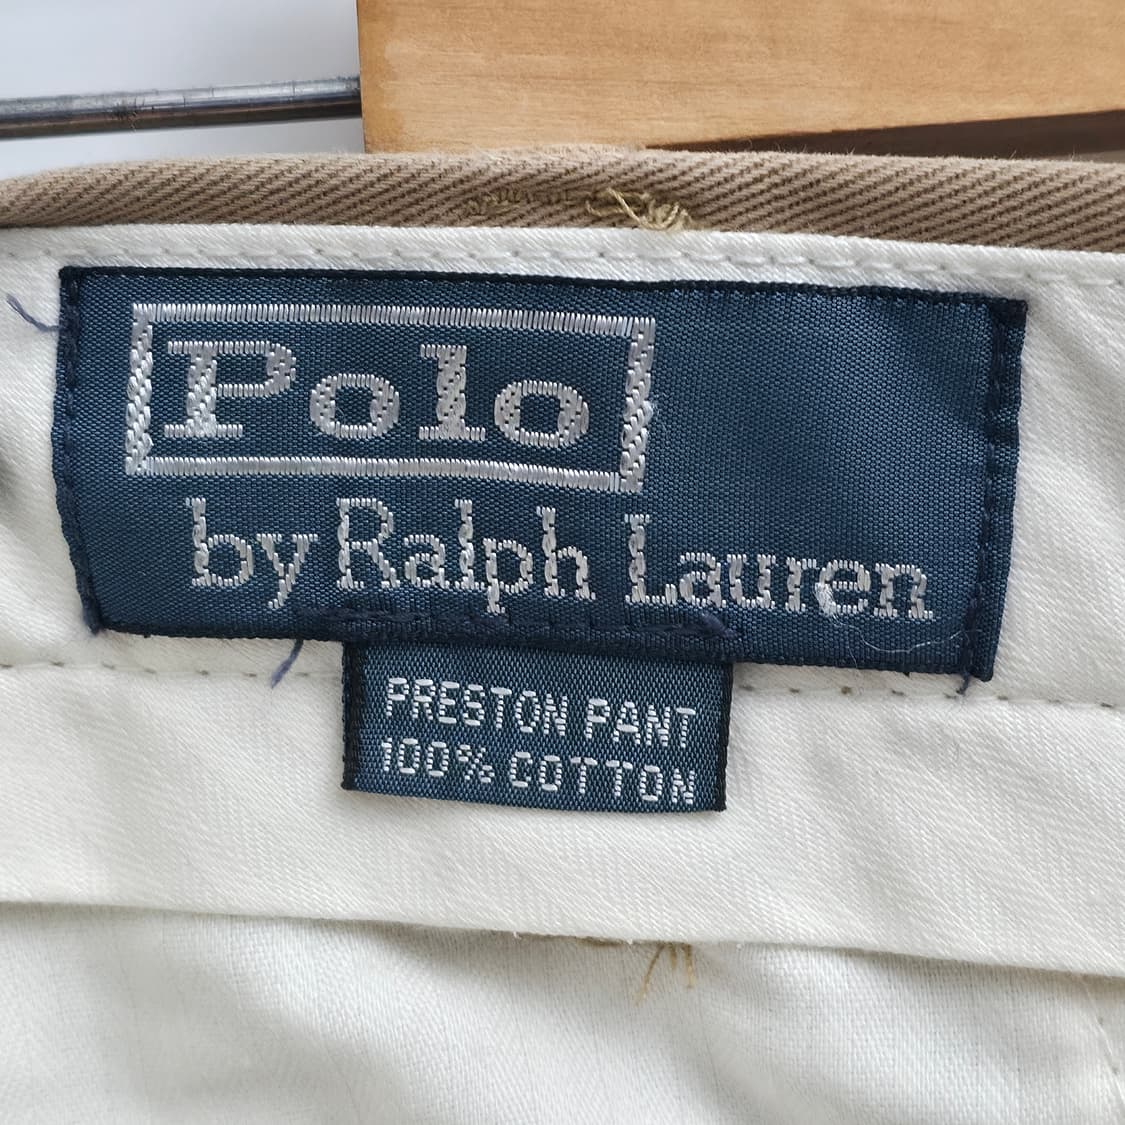 Polo
by Ralph Lauren
PRESTON PANT
100% COTTON